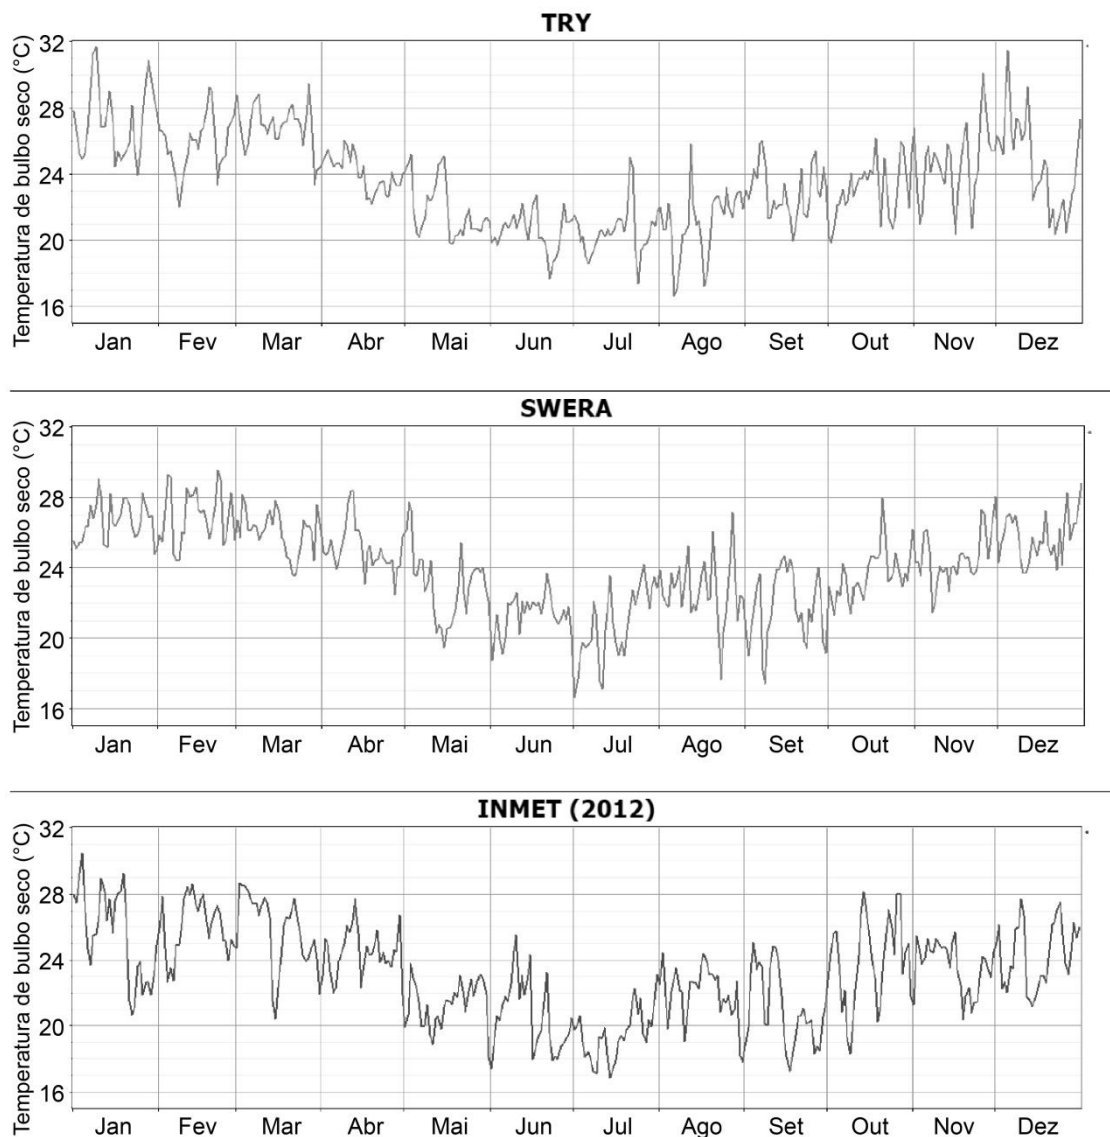 TRY
Temperatura de bulbo seco (°C)
32
28
24
20
16
Jan Fev Mar Abr Mai Jun Jul Ago Set Out Nov Dez
SWERA
Temperatura de bulbo seco (°C)
32
28
24
20
16
Jan Fev Mar Abr Mai Jun Jul Ago Set Out Nov Dez
INMET (2012)
Temperatura de bulbo seco (°C)
32
28
24
20
16
Jan Fev Mar Abr Mai Jun Jul Ago Set Out Nov Dez